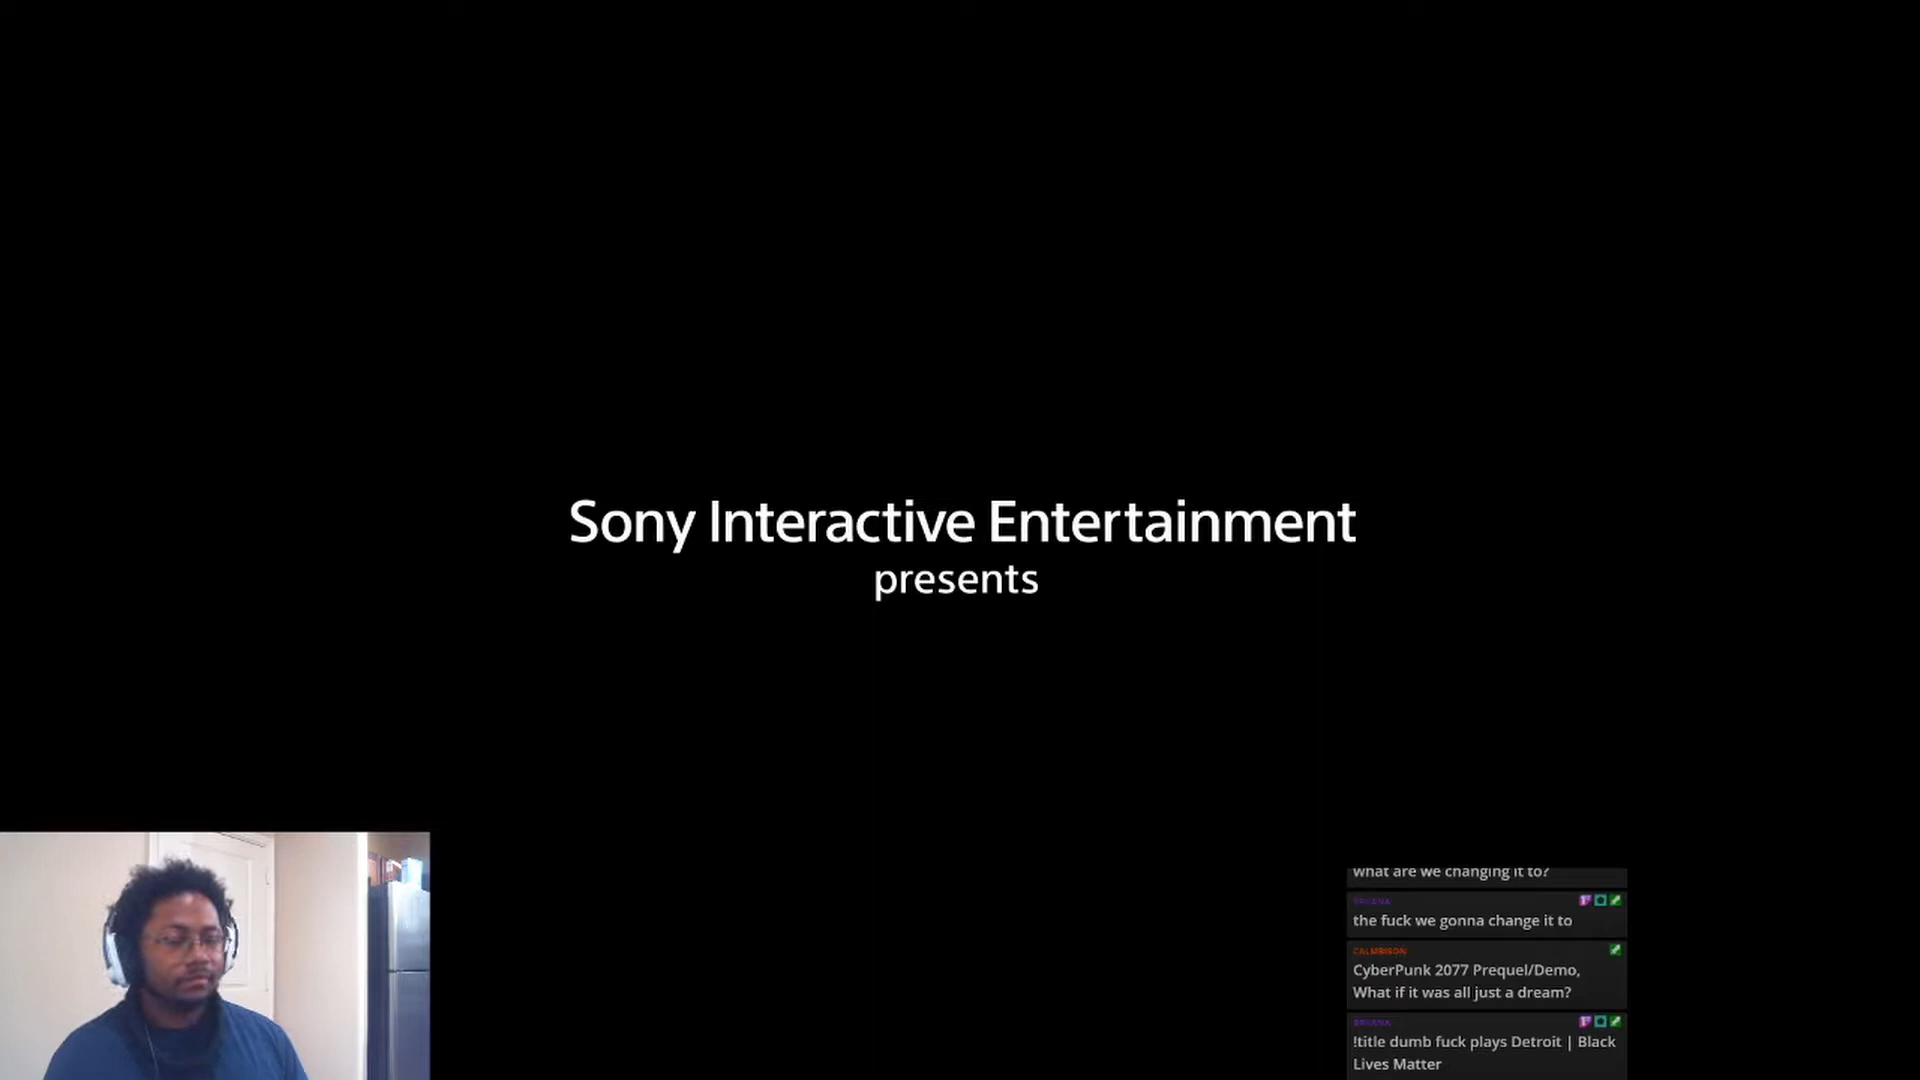 Sony Interactive Entertainment
presents
what are we changing it to?
the fuck we gonna change it to
CALMBISON
CyberPunk 2077 Prequel/Demo,
What if it was all just a dream?
!title dumb fuck plays Detroit | Black
Lives Matter